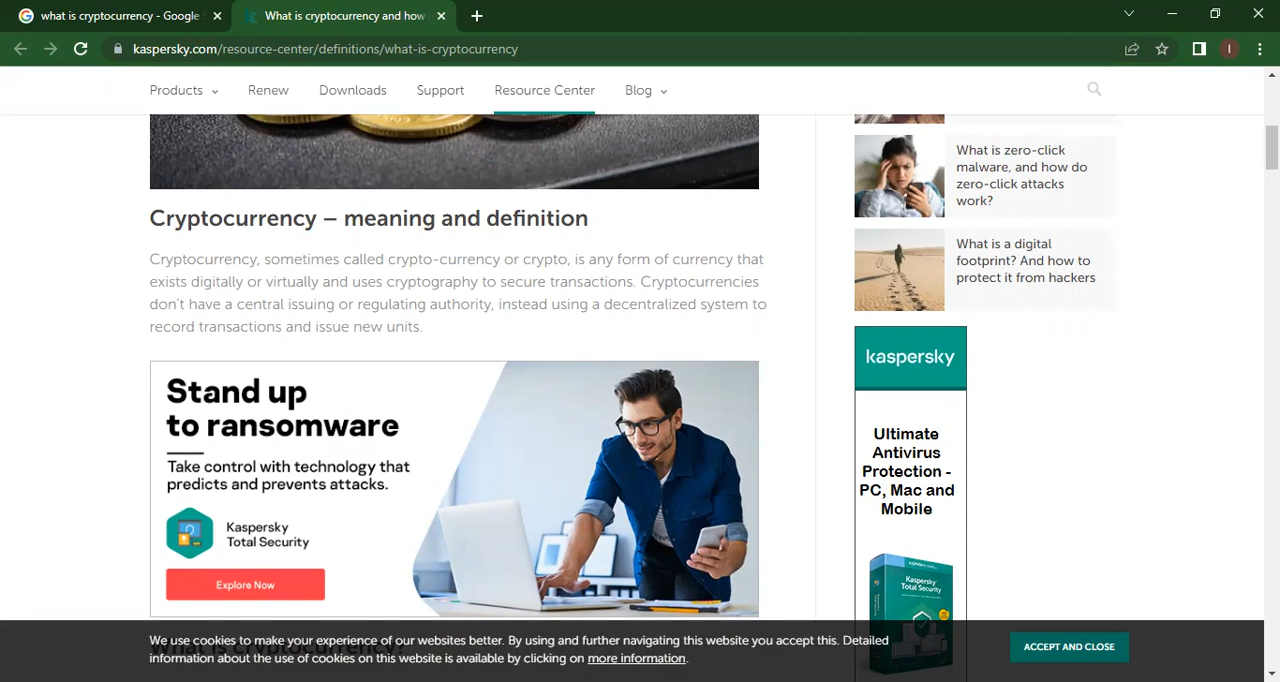 what is cryptocurrency - Google
What is cryptocurrency and how
kaspersky.com/resource-center/definitions/what-is-cryptocurrency
I
Products
Renew
Downloads
Support
Resource Center
Blog
Cryptocurrency – meaning and definition
Cryptocurrency, sometimes called crypto-currency or crypto, is any form of currency that
exists digitally or virtually and uses cryptography to secure transactions. Cryptocurrencies
don't have a central issuing or regulating authority, instead using a decentralized system to
record transactions and issue new units.
Stand up
to ransomware
Take control with technology that
predicts and prevents attacks.
Kaspersky
Total Security
Explore Now
What is cryptocurrency?
What is zero-click
malware, and how do
zero-click attacks
work?
What is a digital
footprint? And how to
protect it from hackers
kaspersky
Ultimate
Antivirus
Protection -
PC, Mac and
Mobile
Kaspersky
Total Security
We use cookies to make your experience of our websites better. By using and further navigating this website you accept this. Detailed
information about the use of cookies on this website is available by clicking on more information.
ACCEPT AND CLOSE